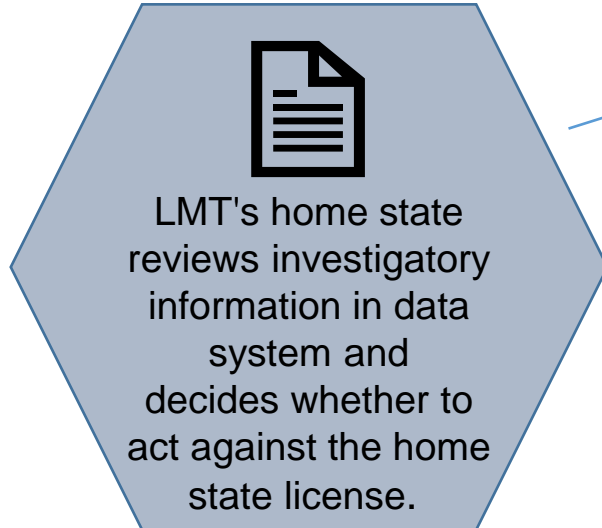 LMT's home state
reviews investigatory
information in data
system and
decides whether to
act against the home
state license.